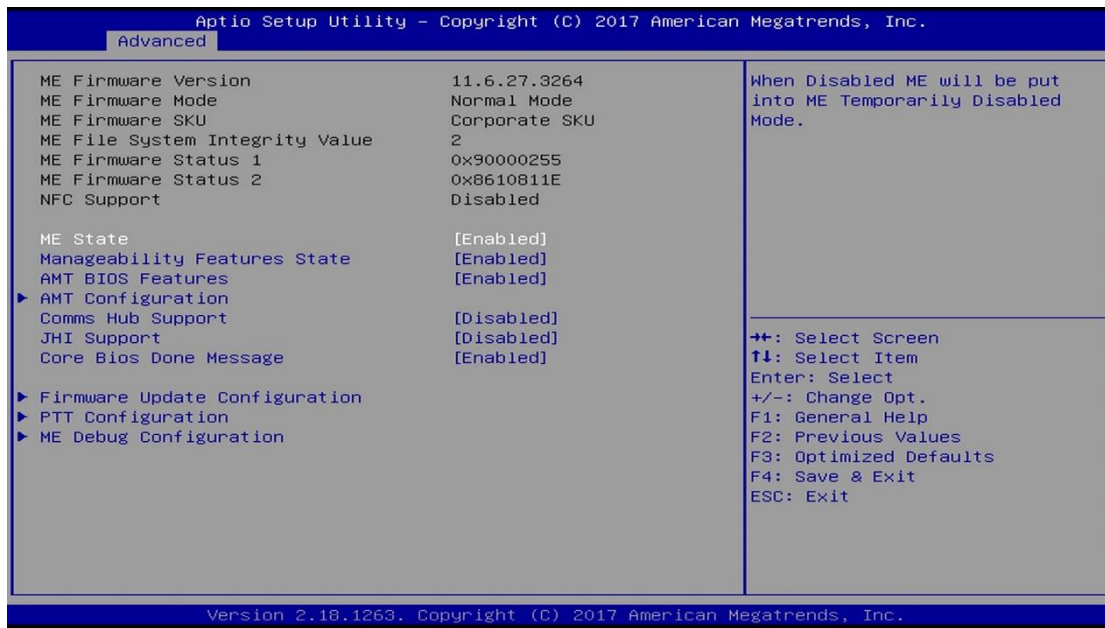 Aptio Setup Utility – Copyright (C) 2017 American Megatrends, Inc.
Advanced
ME Firmware Version 11.6.27.3264
ME Firmware Mode Normal Mode
ME Firmware SKU Corporate SKU
ME File System Integrity Value 2
ME Firmware Status 1 0x90000255
ME Firmware Status 2 0x8610811E
NFC Support Disabled
ME State [Enabled]
Manageability Features State [Enabled]
AMT BIOS Features [Enabled]
▶ AMT Configuration
Comms Hub Support [Disabled]
JHI Support [Disabled]
Core Bios Done Message [Enabled]
▶ Firmware Update Configuration
▶ PTT Configuration
▶ ME Debug Configuration
When Disabled ME will be put
into ME Temporarily Disabled
Mode.
→←: Select Screen
↑↓: Select Item
Enter: Select
+/-: Change Opt.
F1: General Help
F2: Previous Values
F3: Optimized Defaults
F4: Save & Exit
ESC: Exit
Version 2.18.1263. Copyright (C) 2017 American Megatrends, Inc.